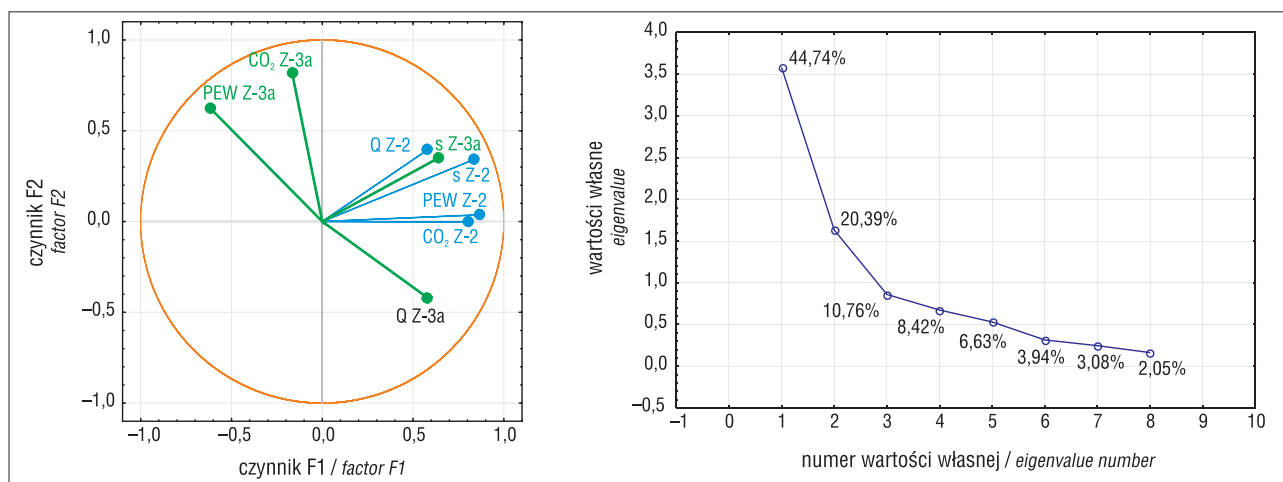 1,0
0,5
0,0
–0,5
–1,0
czynnik F2
factor F2
CO₂ Z-3a
PEW Z-3a
Q Z-2
s Z-3a
s Z-2
PEW Z-2
CO₂ Z-2
Q Z-3a
–1,0 –0,5 0,0 0,5 1,0
czynnik F1 / factor F1
4,0
3,5
3,0
2,5
2,0
1,5
1,0
0,5
0,0
–0,5
wartości własne
eigenvalue
44,74%
20,39%
10,76%
8,42%
6,63%
3,94%
3,08%
2,05%
–1 0 1 2 3 4 5 6 7 8 9 10
numer wartości własnej / eigenvalue number